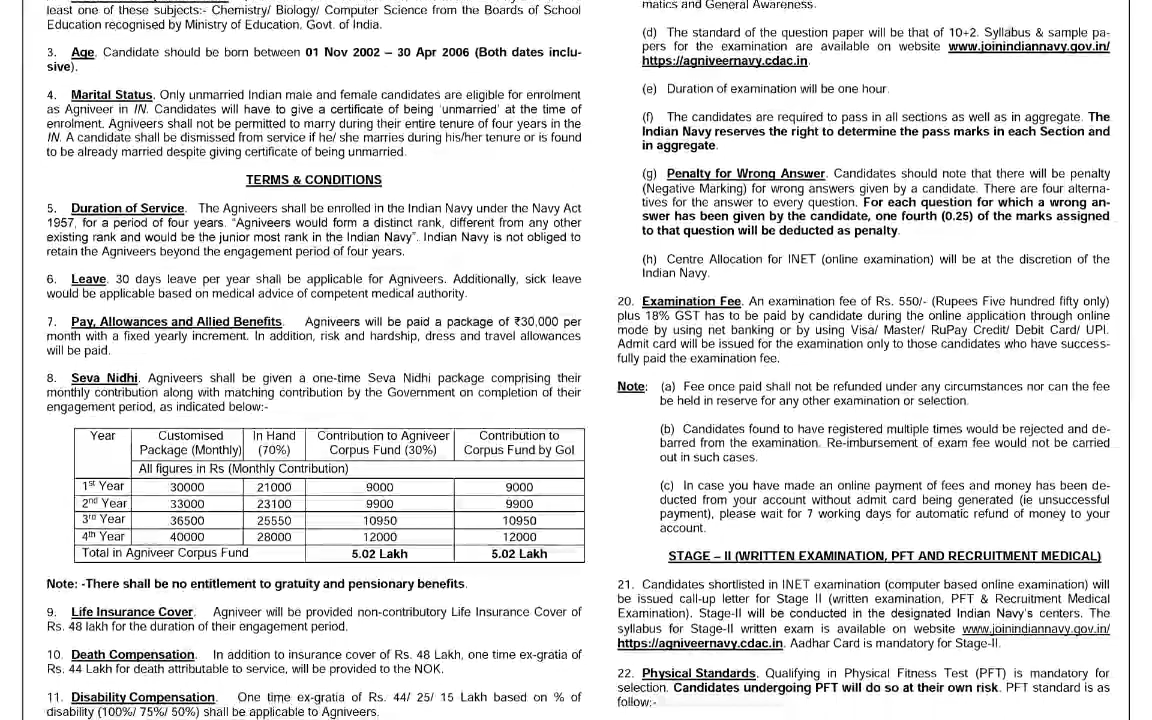 least one of these subjects:- Chemistry/ Biology/ Computer Science from the Boards of School
Education recognised by Ministry of Education, Govt. of India.
3. Age. Candidate should be born between 01 Nov 2002 – 30 Apr 2006 (Both dates inclu-
sive).
4. Marital Status. Only unmarried Indian male and female candidates are eligible for enrolment
as Agniveer in IN. Candidates will have to give a certificate of being 'unmarried' at the time of
enrolment. Agniveers shall not be permitted to marry during their entire tenure of four years in the
IN. A candidate shall be dismissed from service if he/ she marries during his/her tenure or is found
to be already married despite giving certificate of being unmarried.
TERMS & CONDITIONS
5. Duration of Service. The Agniveers shall be enrolled in the Indian Navy under the Navy Act
1957, for a period of four years. "Agniveers would form a distinct rank, different from any other
existing rank and would be the junior most rank in the Indian Navy". Indian Navy is not obliged to
retain the Agniveers beyond the engagement period of four years.
6. Leave. 30 days leave per year shall be applicable for Agniveers. Additionally, sick leave
would be applicable based on medical advice of competent medical authority.
7. Pay, Allowances and Allied Benefits. Agniveers will be paid a package of ₹30,000 per
month with a fixed yearly increment. In addition, risk and hardship, dress and travel allowances
will be paid.
8. Seva Nidhi. Agniveers shall be given a one-time Seva Nidhi package comprising their
monthly contribution along with matching contribution by the Government on completion of their
engagement period, as indicated below:-
Year Customised In Hand Contribution to Agniveer Contribution to
Package (Monthly) (70%) Corpus Fund (30%) Corpus Fund by GoI
All figures in Rs (Monthly Contribution)
1st Year 30000 21000 9000 9000
2nd Year 33000 23100 9900 9900
3rd Year 36500 25550 10950 10950
4th Year 40000 28000 12000 12000
Total in Agniveer Corpus Fund 5.02 Lakh 5.02 Lakh
Note: -There shall be no entitlement to gratuity and pensionary benefits.
9. Life Insurance Cover. Agniveer will be provided non-contributory Life Insurance Cover of
Rs. 48 lakh for the duration of their engagement period.
10. Death Compensation. In addition to insurance cover of Rs. 48 Lakh, one time ex-gratia of
Rs. 44 Lakh for death attributable to service, will be provided to the NOK.
11. Disability Compensation. One time ex-gratia of Rs. 44/ 25/ 15 Lakh based on % of
disability (100%/ 75%/ 50%) shall be applicable to Agniveers.
matics and General Awareness.
(d) The standard of the question paper will be that of 10+2. Syllabus & sample pa-
pers for the examination are available on website www.joinindiannavy.gov.in/
https://agniveernavy.cdac.in.
(e) Duration of examination will be one hour.
(f) The candidates are required to pass in all sections as well as in aggregate. The
Indian Navy reserves the right to determine the pass marks in each Section and
in aggregate.
(g) Penalty for Wrong Answer. Candidates should note that there will be penalty
(Negative Marking) for wrong answers given by a candidate. There are four alterna-
tives for the answer to every question. For each question for which a wrong an-
swer has been given by the candidate, one fourth (0.25) of the marks assigned
to that question will be deducted as penalty.
(h) Centre Allocation for INET (online examination) will be at the discretion of the
Indian Navy.
20. Examination Fee. An examination fee of Rs. 550/- (Rupees Five hundred fifty only)
plus 18% GST has to be paid by candidate during the online application through online
mode by using net banking or by using Visa/ Master/ RuPay Credit/ Debit Card/ UPI.
Admit card will be issued for the examination only to those candidates who have success-
fully paid the examination fee.
Note: (a) Fee once paid shall not be refunded under any circumstances nor can the fee
be held in reserve for any other examination or selection.
(b) Candidates found to have registered multiple times would be rejected and de-
barred from the examination. Re-imbursement of exam fee would not be carried
out in such cases.
(c) In case you have made an online payment of fees and money has been de-
ducted from your account without admit card being generated (ie unsuccessful
payment), please wait for 7 working days for automatic refund of money to your
account.
STAGE – II (WRITTEN EXAMINATION, PFT AND RECRUITMENT MEDICAL)
21. Candidates shortlisted in INET examination (computer based online examination) will
be issued call-up letter for Stage II (written examination, PFT & Recruitment Medical
Examination). Stage-II will be conducted in the designated Indian Navy's centers. The
syllabus for Stage-II written exam is available on website www.joinindiannavy.gov.in/
https://agniveernavy.cdac.in. Aadhar Card is mandatory for Stage-II.
22. Physical Standards. Qualifying in Physical Fitness Test (PFT) is mandatory for
selection. Candidates undergoing PFT will do so at their own risk. PFT standard is as
follow:-